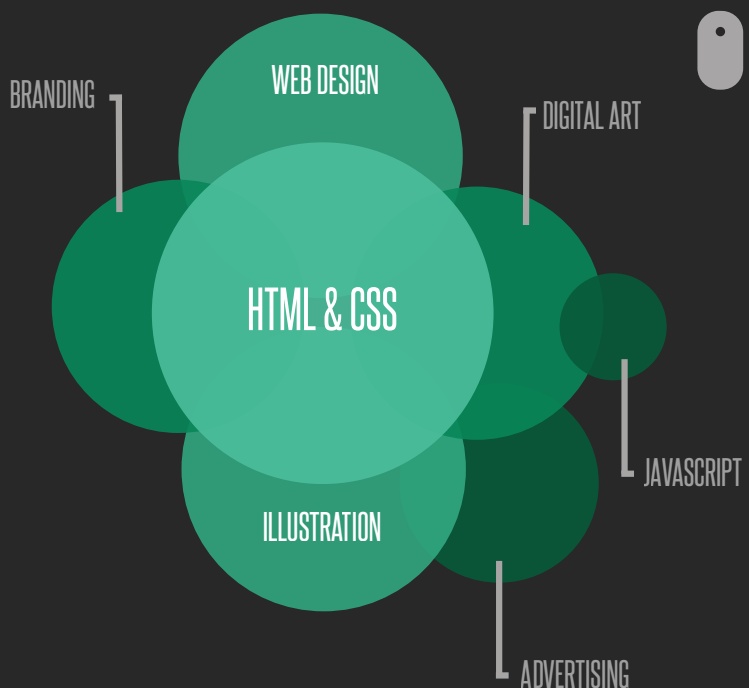 WEB DESIGN
BRANDING
DIGITAL ART
HTML & CSS
JAVASCRIPT
ILLUSTRATION
ADVERTISING